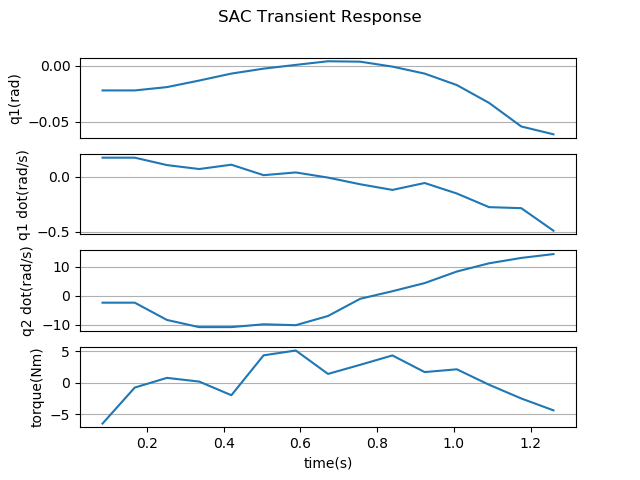 SAC Transient Response
0.00
−0.05
q1(rad)
0.0
−0.5
q1 dot(rad/s)
10
0
−10
q2 dot(rad/s)
5
0
−5
torque(Nm)
0.2 0.4 0.6 0.8 1.0 1.2
time(s)